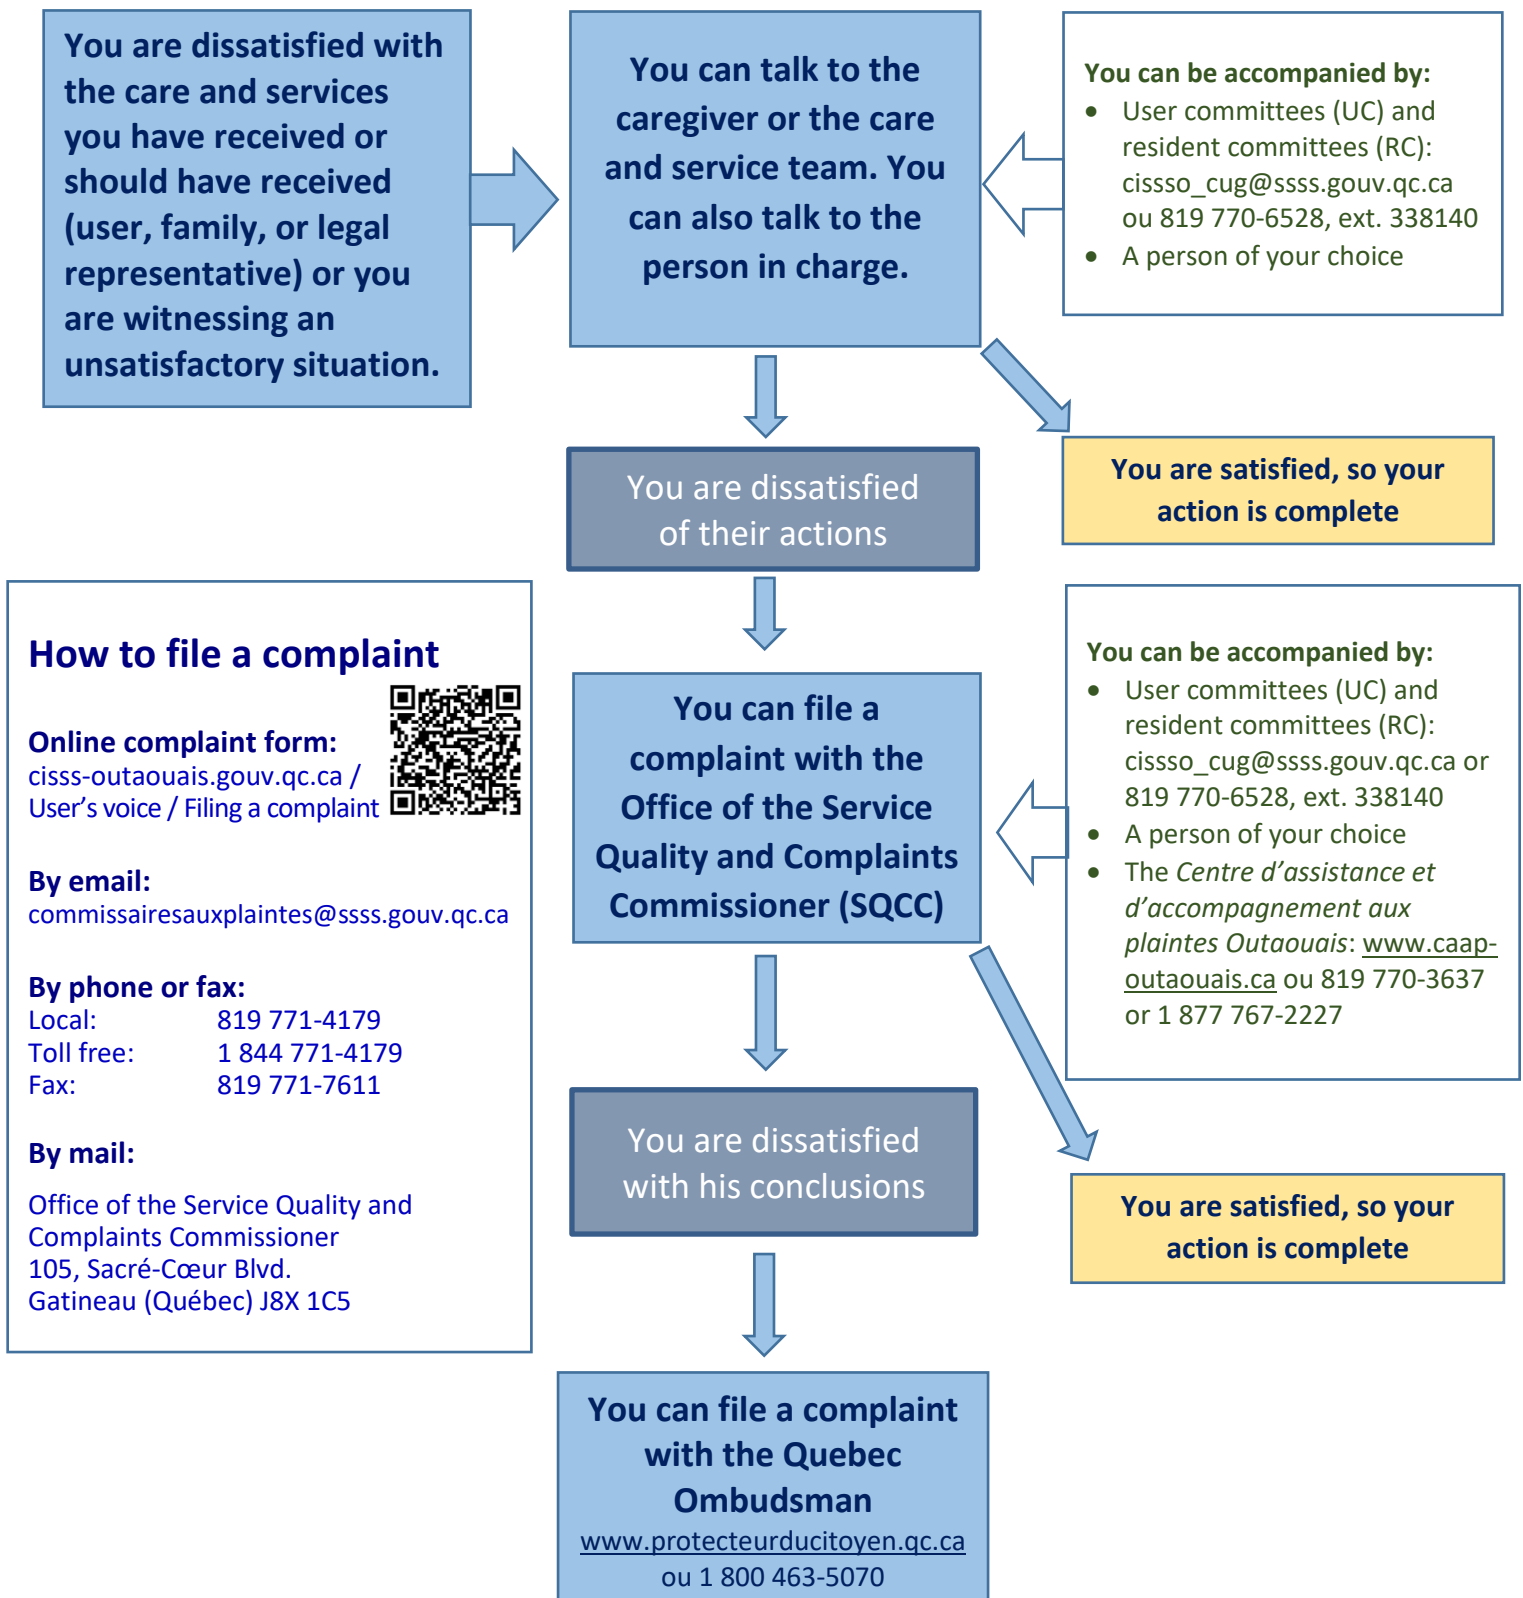 You are dissatisfied with
the care and services
you have received or
should have received
(user, family, or legal
representative) or you
are witnessing an
unsatisfactory situation.
You can talk to the
caregiver or the care
and service team. You
can also talk to the
person in charge.
You can be accompanied by:
• User committees (UC) and
resident committees (RC):
cissso_cug@ssss.gouv.qc.ca
ou 819 770-6528, ext. 338140
• A person of your choice
You are dissatisfied
of their actions
You are satisfied, so your
action is complete
How to file a complaint
Online complaint form:
cisss-outaouais.gouv.qc.ca /
User's voice / Filing a complaint
By email:
commissairesauxplaintes@ssss.gouv.qc.ca
By phone or fax:
Local: 819 771-4179
Toll free: 1 844 771-4179
Fax: 819 771-7611
By mail:
Office of the Service Quality and
Complaints Commissioner
105, Sacré-Cœur Blvd.
Gatineau (Québec) J8X 1C5
You can file a
complaint with the
Office of the Service
Quality and Complaints
Commissioner (SQCC)
You can be accompanied by:
• User committees (UC) and
resident committees (RC):
cissso_cug@ssss.gouv.qc.ca or
819 770-6528, ext. 338140
• A person of your choice
• The Centre d'assistance et
d'accompagnement aux
plaintes Outaouais: www.caap-
outaouais.ca ou 819 770-3637
or 1 877 767-2227
You are dissatisfied
with his conclusions
You are satisfied, so your
action is complete
You can file a complaint
with the Quebec
Ombudsman
www.protecteurducitoyen.qc.ca
ou 1 800 463-5070